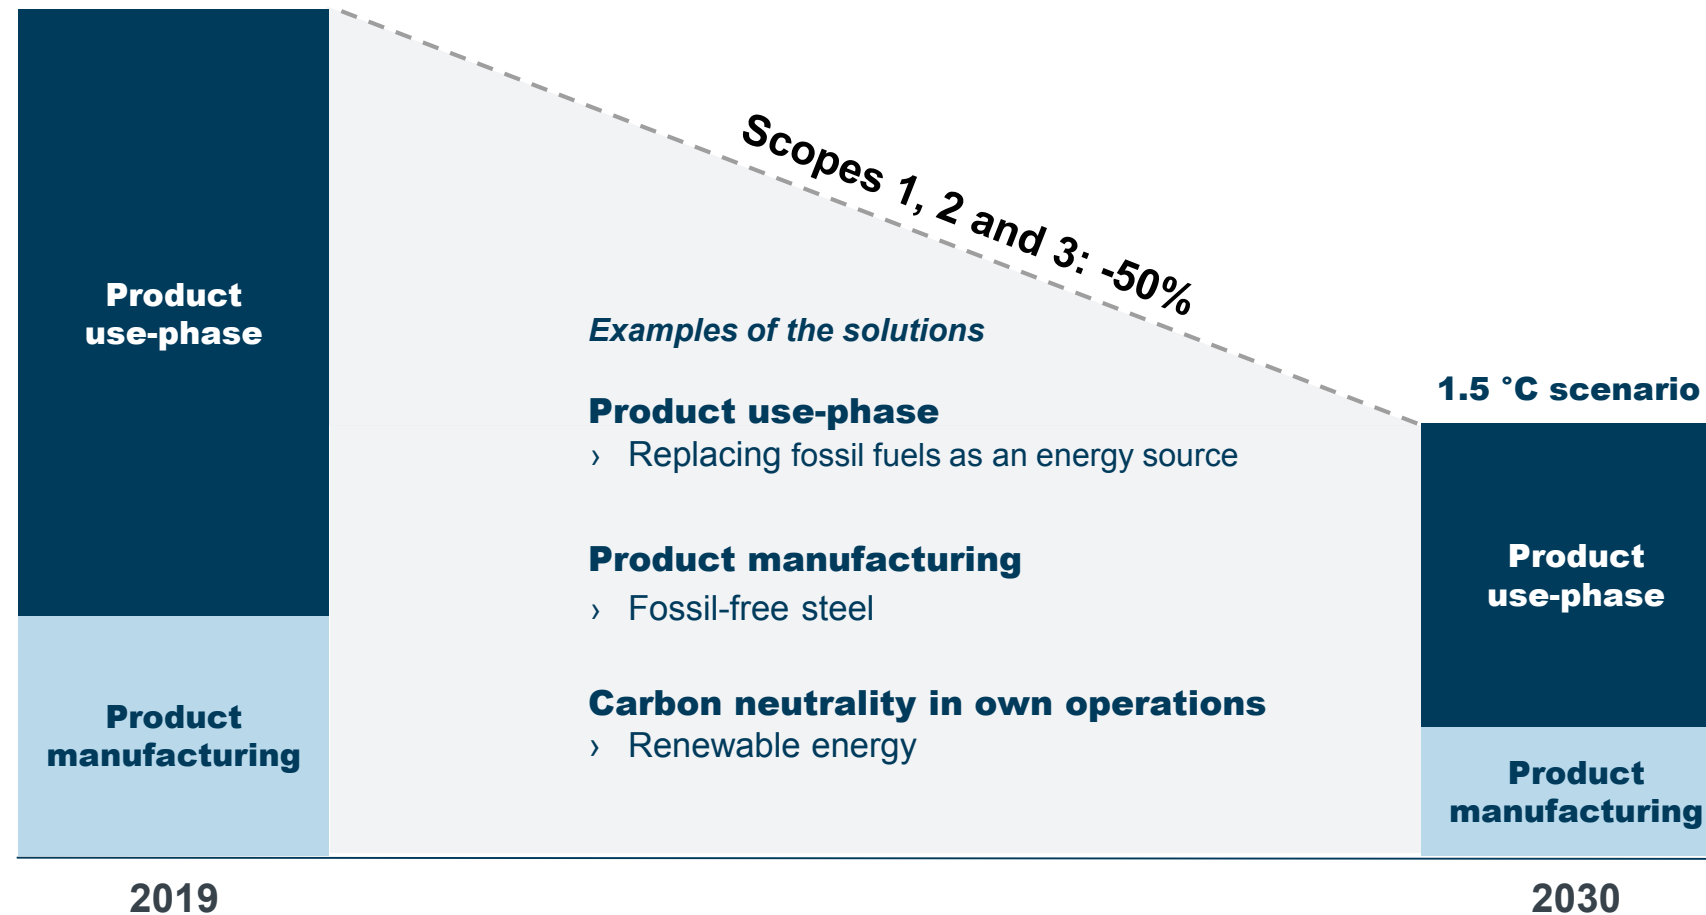 Product
use-phase
Product
manufacturing
2019
Scopes 1, 2 and 3: -50%
Examples of the solutions
Product use-phase
› Replacing fossil fuels as an energy source
Product manufacturing
› Fossil-free steel
Carbon neutrality in own operations
› Renewable energy
1.5 °C scenario
Product
use-phase
Product
manufacturing
2030